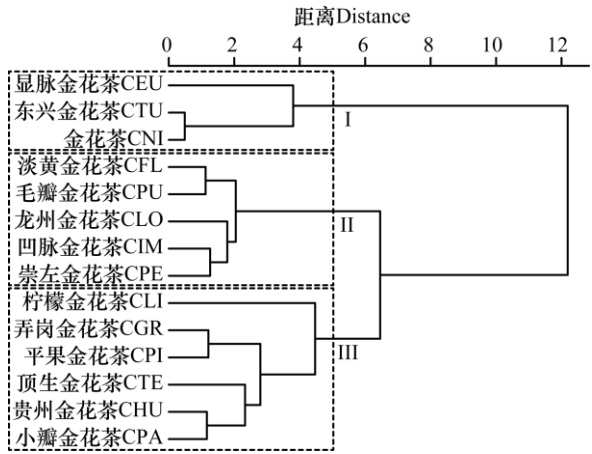 距离Distance
0 2 4 6 8 10 12
显脉金花茶CEU
东兴金花茶CTU
金花茶CNI
I
淡黄金花茶CFL
毛瓣金花茶CPU
龙州金花茶CLO
凹脉金花茶CIM
崇左金花茶CPE
II
柠檬金花茶CLI
弄岗金花茶CGR
平果金花茶CPI
顶生金花茶CTE
贵州金花茶CHU
小瓣金花茶CPA
III